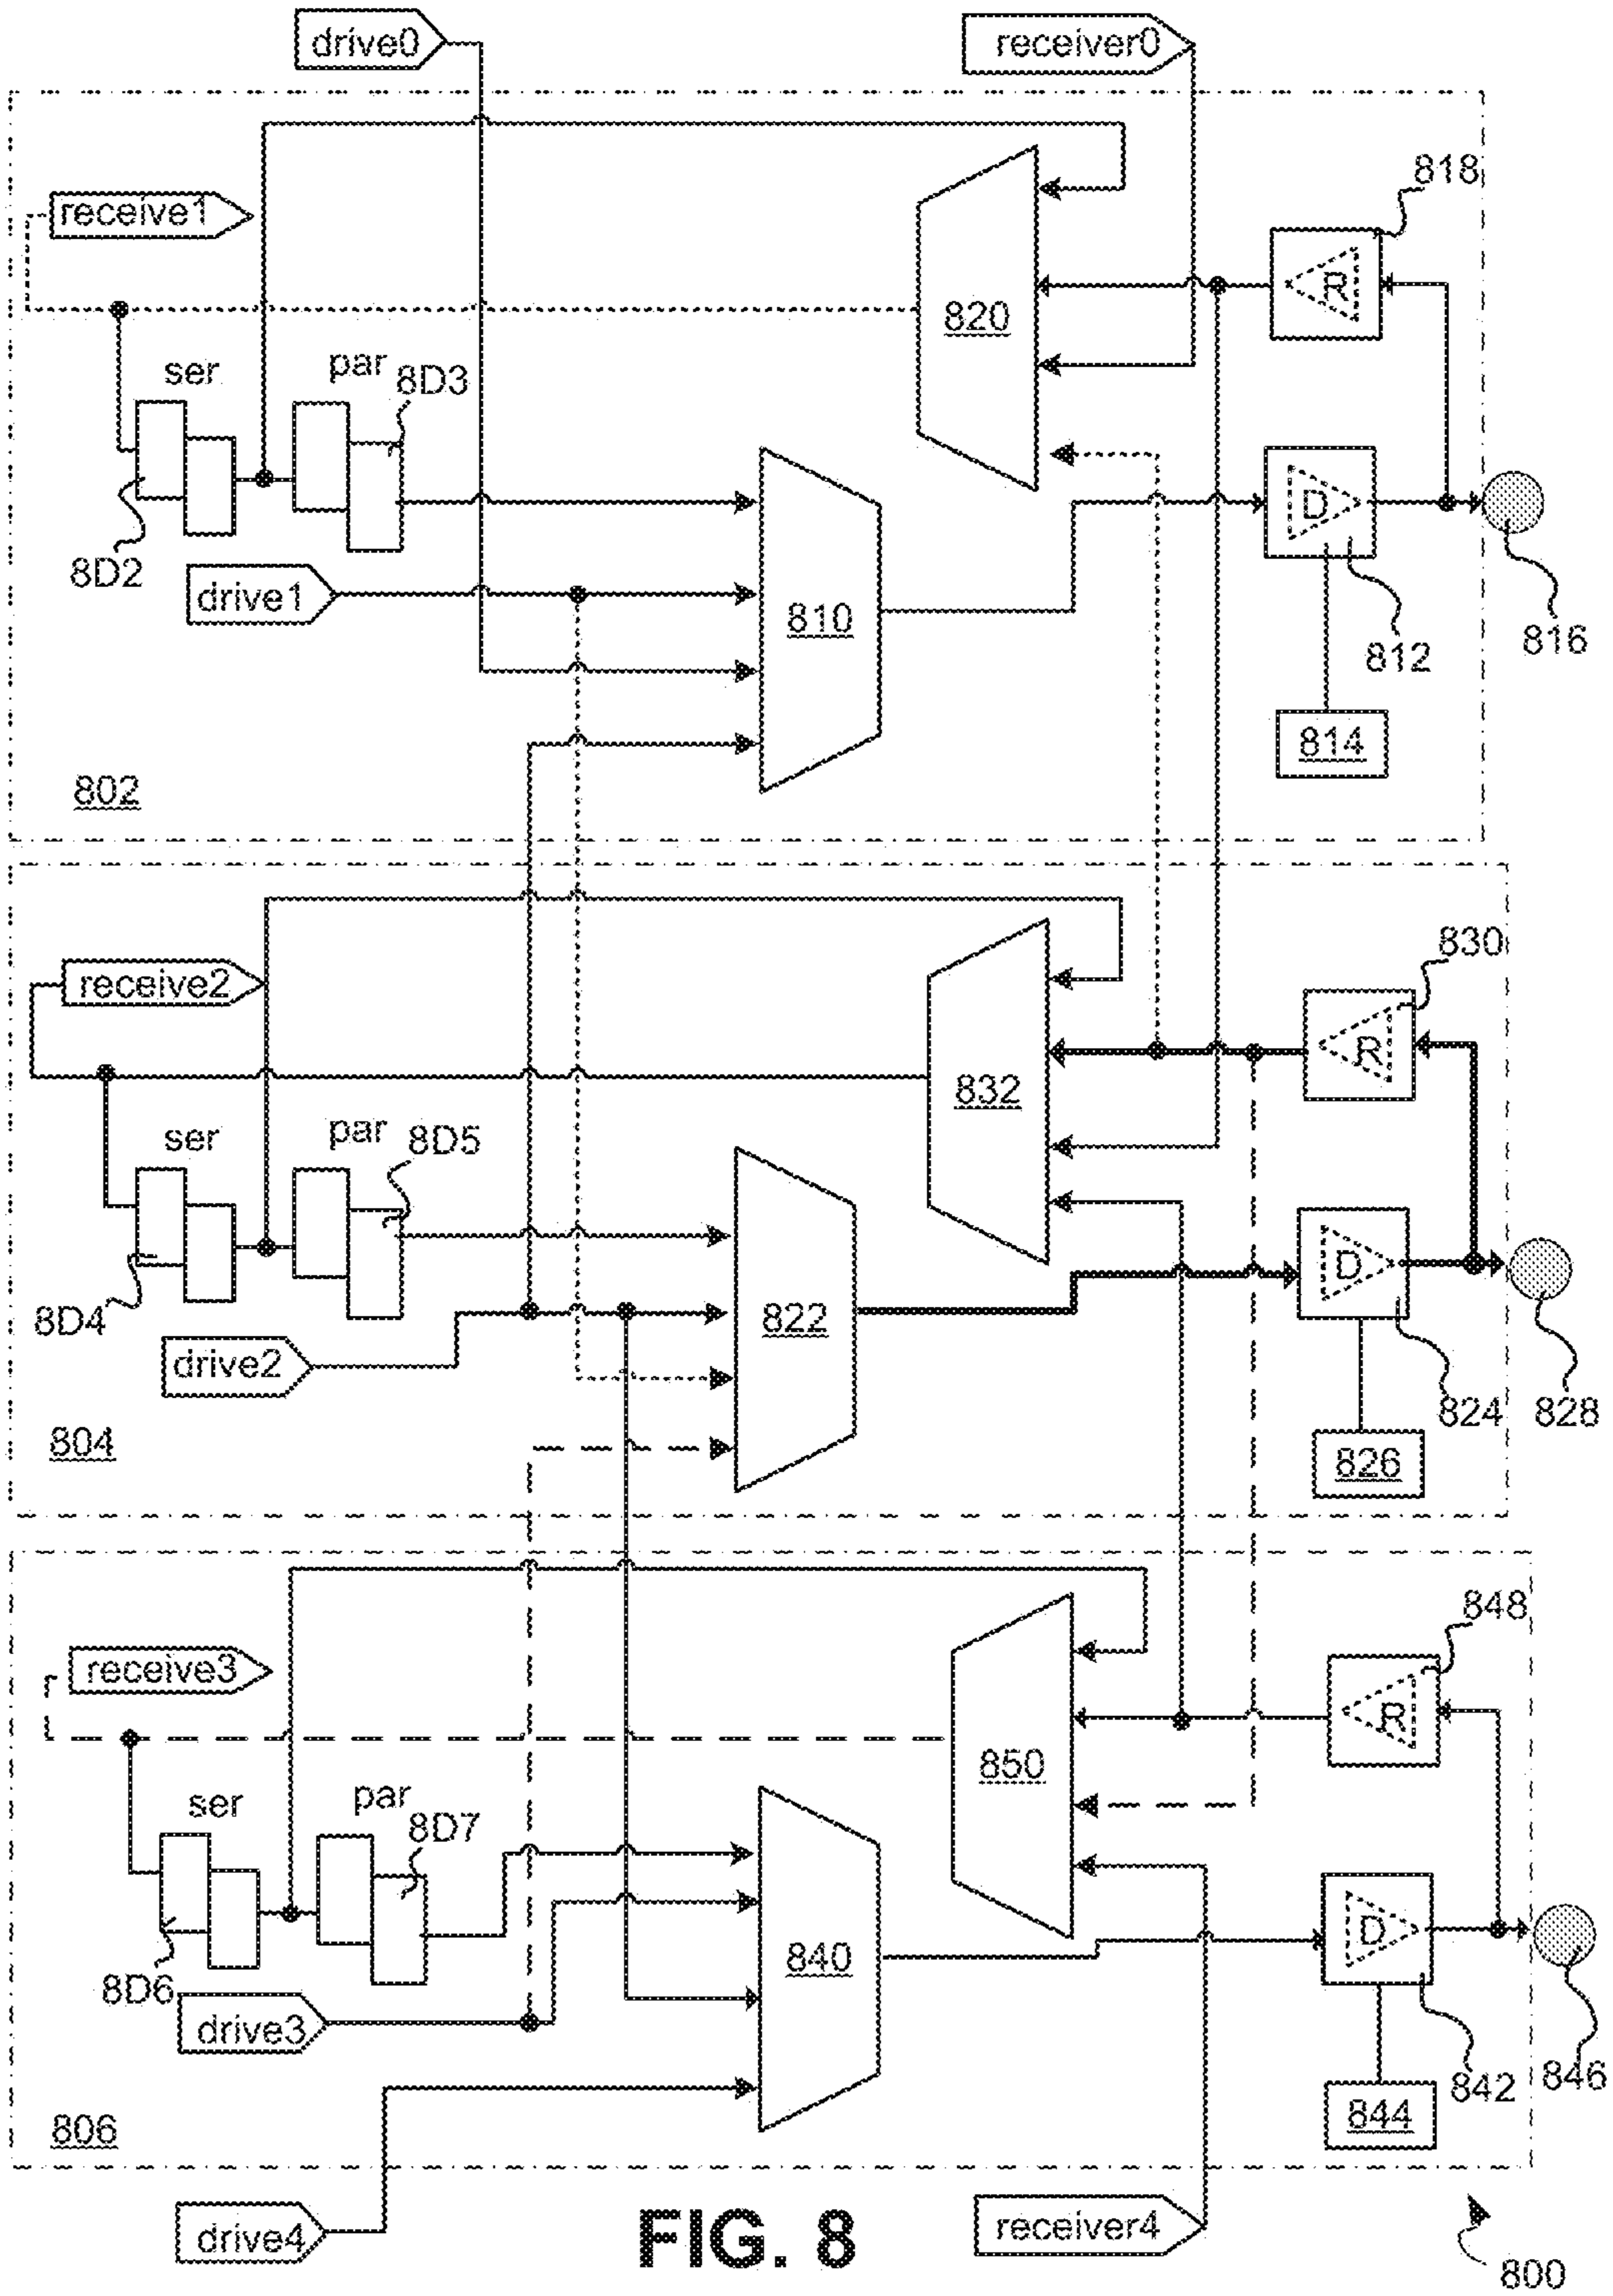 drive0
receiver0
818
receive1
R
820
ser
par
8D3
8D2
D
drive1
810
812
816
814
802
830
receive2
R
832
ser
par
8D5
8D4
D
822
drive2
824
828
804
826
848
receive3
R
850
ser
par
8D7
D
840
8D6
drive3
842
846
844
806
drive4
FIG. 8
receiver4
800